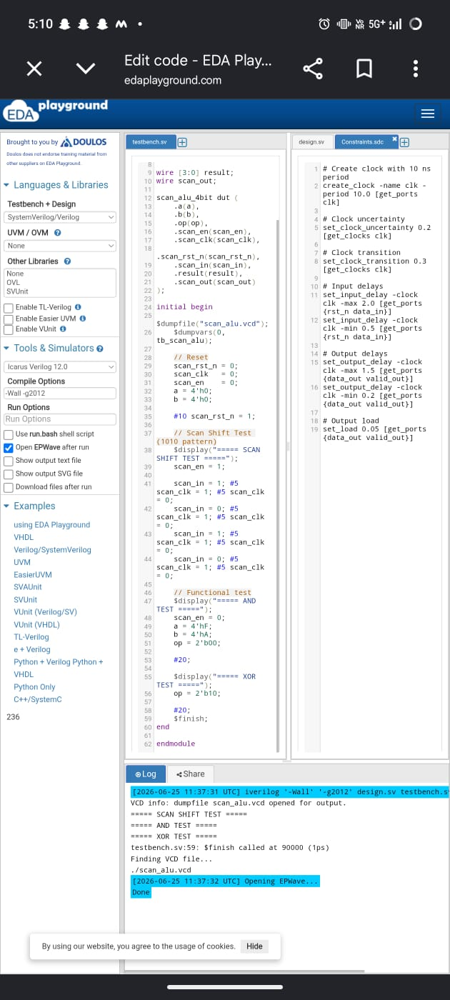 5:10
Vo NR 5G+
Edit code - EDA Play...
edaplayground.com
EDA playground
Brought to you by DOULOS
Doulos does not endorse training material from
other suppliers on EDA Playground.
Languages & Libraries
Testbench + Design
SystemVerilog/Verilog
UVM / OVM
None
Other Libraries
None
OVL
SVUnit
Enable TL-Verilog
Enable Easier UVM
Enable VUnit
Tools & Simulators
Icarus Verilog 12.0
Compile Options
-Wall -g2012
Run Options
Run Options
Use run.bash shell script
Open EPWave after run
Show output text file
Show output SVG file
Download files after run
Examples
using EDA Playground
VHDL
Verilog/SystemVerilog
UVM
EasierUVM
SVAUnit
SVUnit
VUnit (Verilog/SV)
VUnit (VHDL)
TL-Verilog
e + Verilog
Python + Verilog Python +
VHDL
Python Only
C++/SystemC
236
testbench.sv
8
9 wire [3:0] result;
10 wire scan_out;
11
12 scan_alu_4bit dut (
13 .a(a),
14 .b(b),
15 .op(op),
16 .scan_en(scan_en),
17 .scan_clk(scan_clk),
18
.scan_rst_n(scan_rst_n),
19 .scan_in(scan_in),
20 .result(result),
21 .scan_out(scan_out)
22 );
23
24 initial begin
25
$dumpfile("scan_alu.vcd");
26 $dumpvars(0,
tb_scan_alu);
27
28 // Reset
29 scan_rst_n = 0;
30 scan_clk = 0;
31 scan_en = 0;
32 a = 4'h0;
33 b = 4'h0;
34
35 #10 scan_rst_n = 1;
36
37 // Scan Shift Test
(1010 pattern)
38 $display("===== SCAN
SHIFT TEST =====");
39 scan_en = 1;
40
41 scan_in = 1; #5
scan_clk = 1; #5 scan_clk
= 0;
42 scan_in = 0; #5
scan_clk = 1; #5 scan_clk
= 0;
43 scan_in = 1; #5
scan_clk = 1; #5 scan_clk
= 0;
44 scan_in = 0; #5
scan_clk = 1; #5 scan_clk
= 0;
45
46 // Functional test
47 $display("===== AND
TEST =====");
48 scan_en = 0;
49 a = 4'hF;
50 b = 4'hA;
51 op = 2'b00;
52
53 #20;
54
55 $display("===== XOR
TEST =====");
56 op = 2'b10;
57
58 #20;
59 $finish;
60 end
61
62 endmodule
design.sv
Constraints.sdc
1 # Create clock with 10 ns
period
2 create_clock -name clk -
period 10.0 [get_ports
clk]
3
4 # Clock uncertainty
5 set_clock_uncertainty 0.2
[get_clocks clk]
6
7 # Clock transition
8 set_clock_transition 0.3
[get_clocks clk]
9
10 # Input delays
11 set_input_delay -clock
clk -max 2.0 [get_ports
{rst_n data_in}]
12 set_input_delay -clock
clk -min 0.5 [get_ports
{rst_n data_in}]
13
14 # Output delays
15 set_output_delay -clock
clk -max 1.5 [get_ports
{data_out valid_out}]
16 set_output_delay -clock
clk -min 0.2 [get_ports
{data_out valid_out}]
17
18 # Output load
19 set_load 0.05 [get_ports
{data_out valid_out}]
Log
Share
[2026-06-25 11:37:31 UTC] iverilog '-Wall' '-g2012' design.sv testbench.s
VCD info: dumpfile scan_alu.vcd opened for output.
===== SCAN SHIFT TEST =====
===== AND TEST =====
===== XOR TEST =====
testbench.sv:59: $finish called at 90000 (1ps)
Finding VCD file...
./scan_alu.vcd
[2026-06-25 11:37:32 UTC] Opening EPWave...
Done
By using our website, you agree to the usage of cookies. Hide